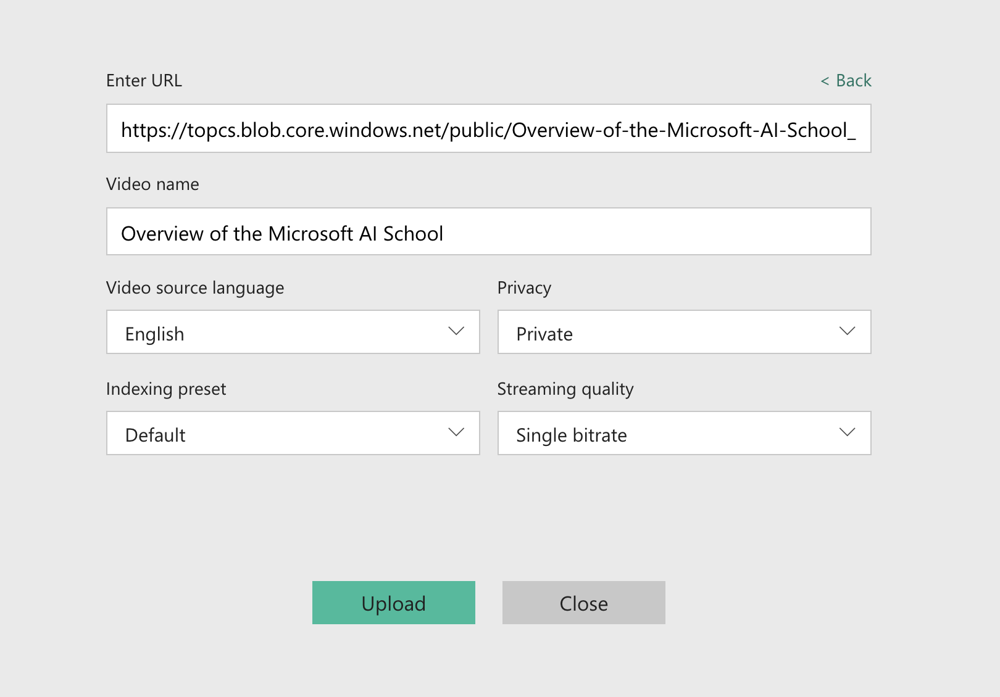 Enter URL
< Back
https://topcs.blob.core.windows.net/public/Overview-of-the-Microsoft-AI-School_
Video name
Overview of the Microsoft AI School
Video source language
Privacy
English
Private
Indexing preset
Streaming quality
Default
Single bitrate
Upload
Close